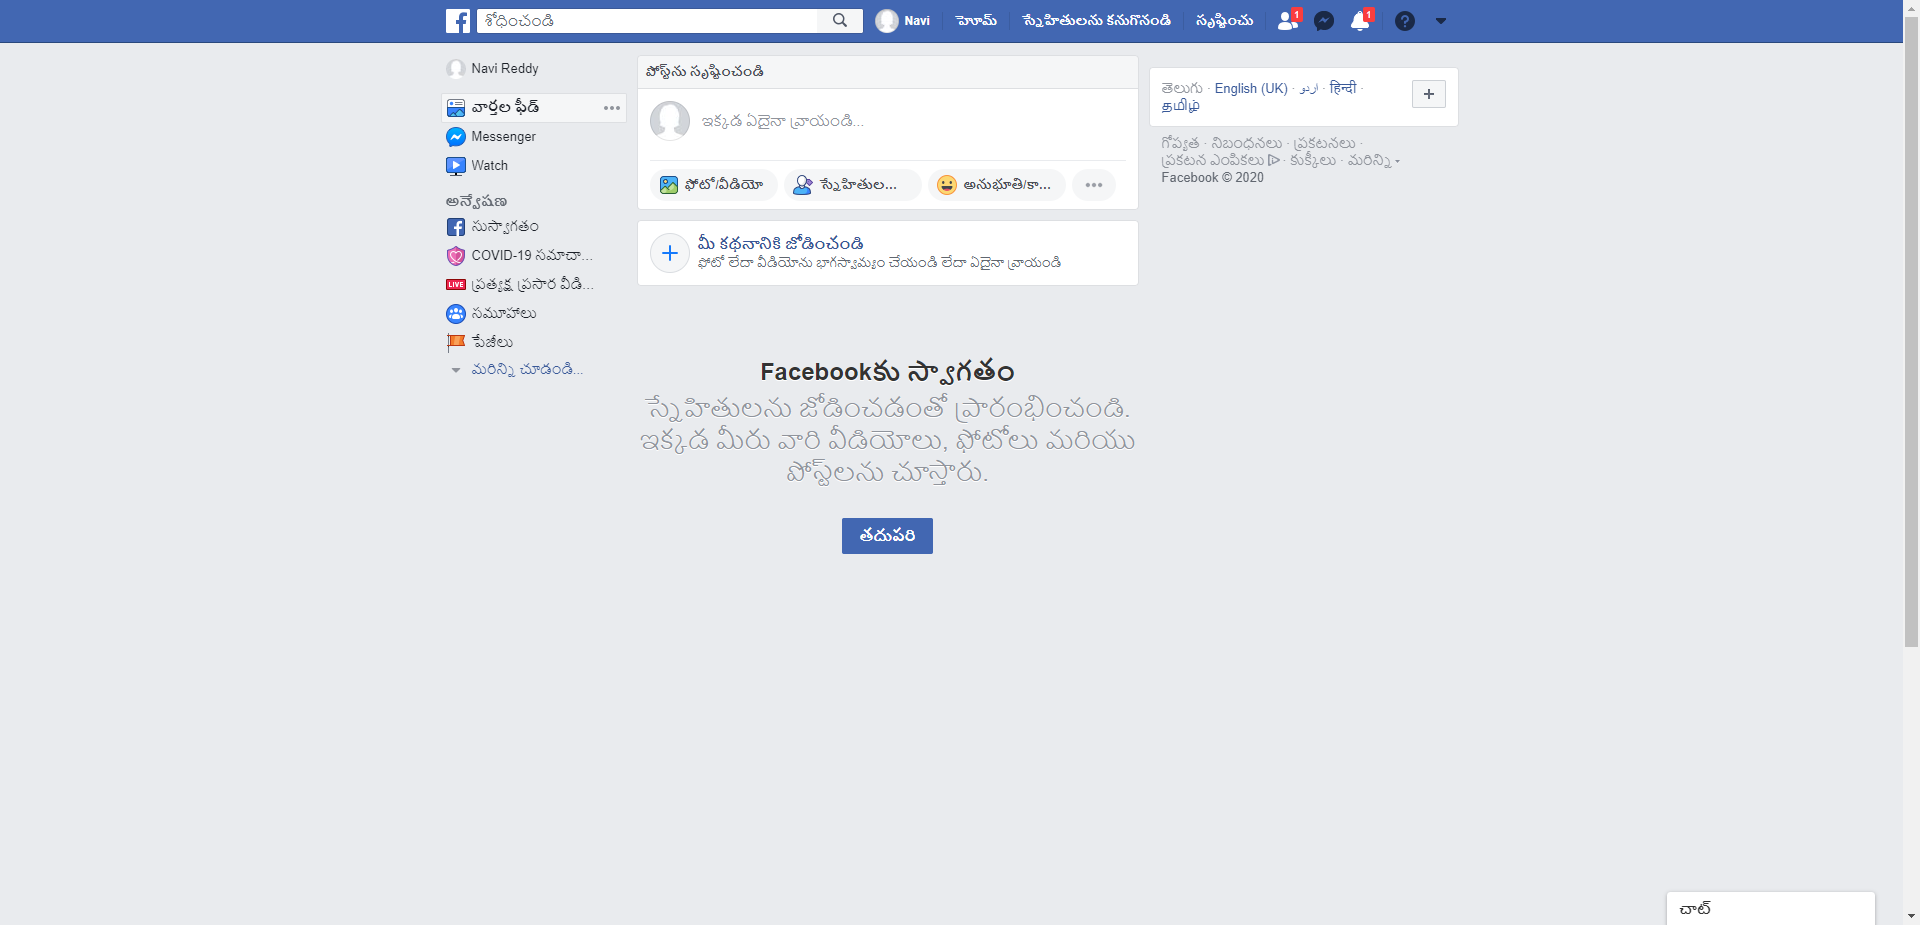 శోధించండి
Navi
హోమ్
స్నేహితులను కనుగొనండి
సృష్టించు
1
1
Navi Reddy
వార్తల ఫీడ్
Messenger
Watch
అన్వేషణ
సుస్వాగతం
COVID-19 సమాచా...
LIVE ప్రత్యక్ష ప్రసార వీడి...
సమూహాలు
పేజీలు
మరిన్ని చూడండి...
పోస్ట్‌ను సృష్టించండి
ఇక్కడ ఏదైనా వ్రాయండి...
ఫోటో/వీడియో
స్నేహితుల...
అనుభూతి/కా...
మీ కథనానికి జోడించండి
ఫోటో లేదా వీడియోను భాగస్వామ్యం చేయండి లేదా ఏదైనా వ్రాయండి
Facebookకు స్వాగతం
స్నేహితులను జోడించడంతో ప్రారంభించండి.
ఇక్కడ మీరు వారి వీడియోలు, ఫోటోలు మరియు
పోస్ట్‌లను చూస్తారు.
తదుపరి
తెలుగు · English (UK) · اردو · हिन्दी ·
தமிழ்
గోప్యత · నిబంధనలు · ప్రకటనలు ·
ప్రకటన ఎంపికలు · కుక్కీలు · మరిన్ని
Facebook © 2020
చాట్